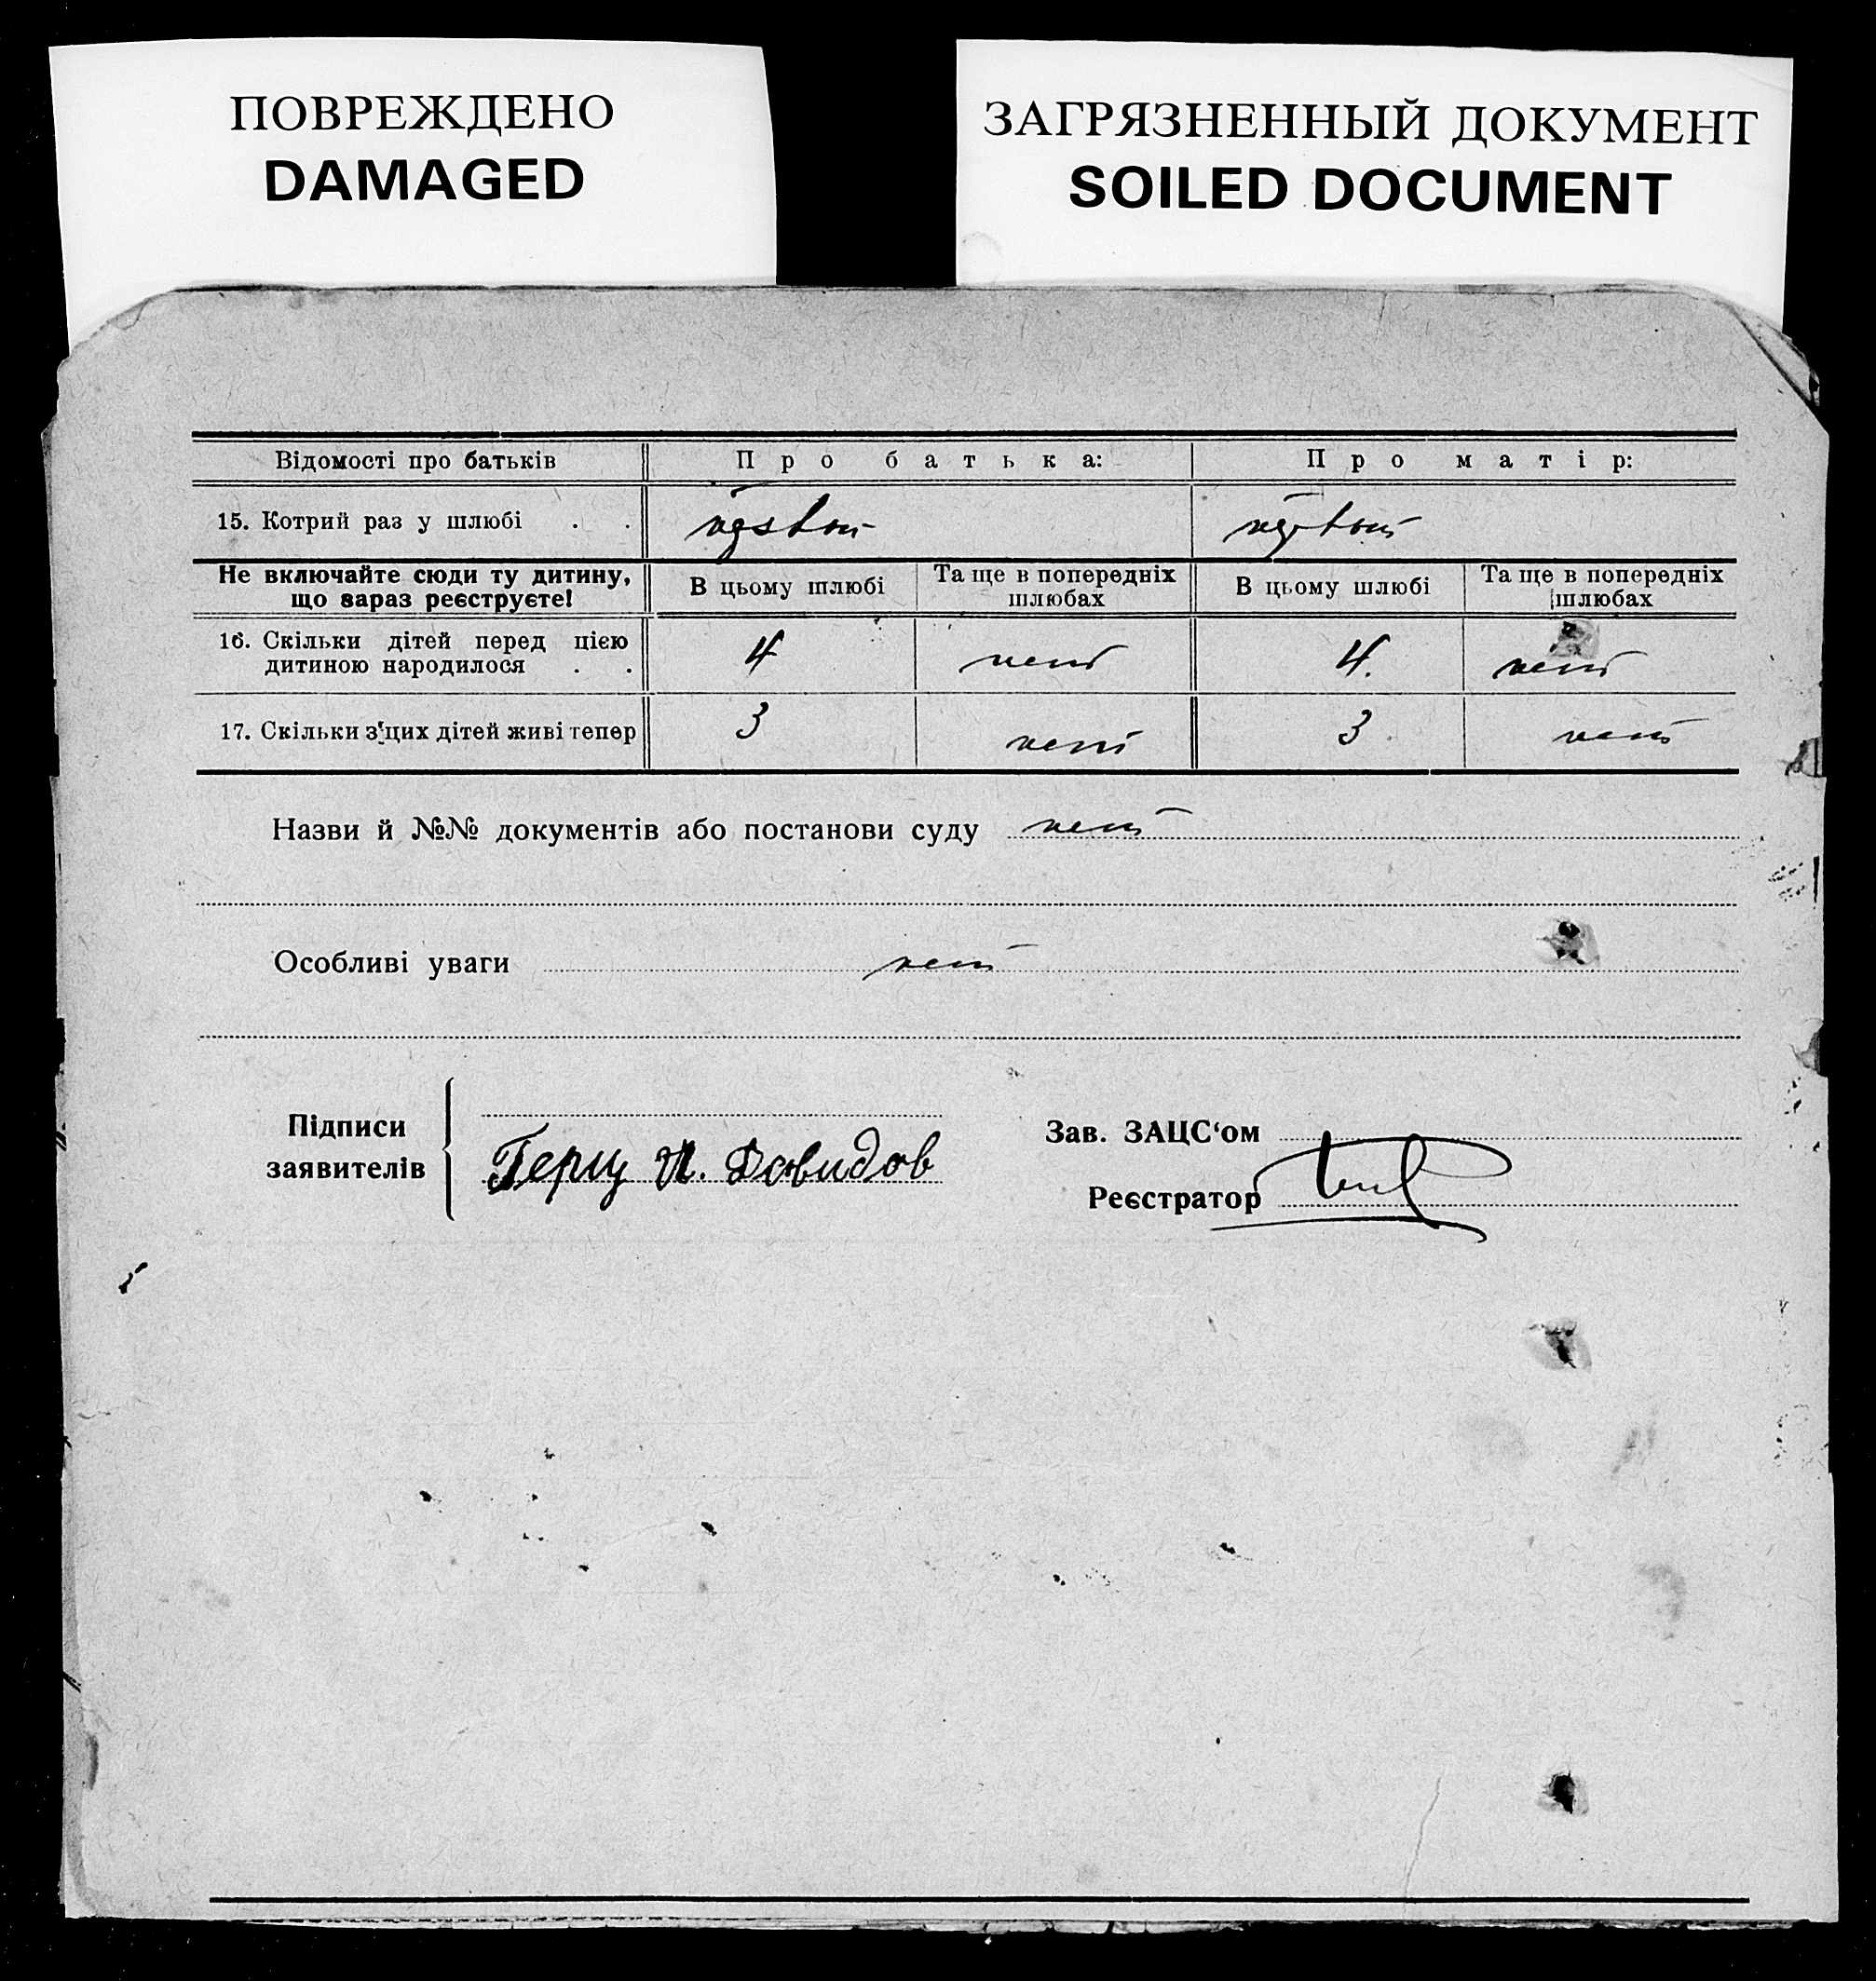 ПОВРЕЖДЕНО
DAMAGED
ЗАГРЯЗНЕННЫЙ ДОКУМЕНТ
SOILED DOCUMENT
Відомості про батьків Про батька: Про матір:
15. Котрий раз у шлюбі . .
Не включайте сюди ту дитину, що зараз реєструєте! В цьому шлюбі Та ще в попередніх шлюбах В цьому шлюбі Та ще в попередніх шлюбах
16. Скільки дітей перед цією
дитиною народилося . . 4 нет 4. нет
17. Скільки з цих дітей живі тепер 3 нет 3 нет
Назви й №№ документів або постанови суду нет
Особливі уваги нет
Підписи
заявителів
Герц И. Давидов
Зав. ЗАЦС‘ом
Реєстратор